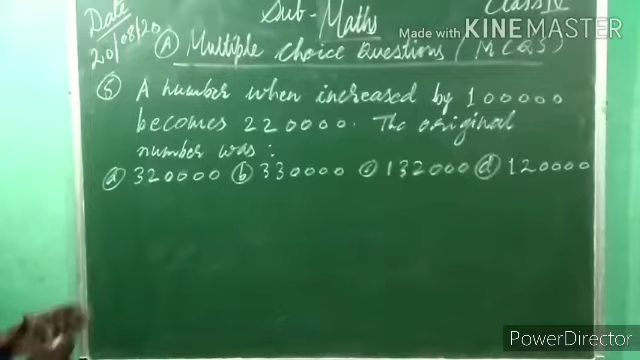 Date
20/08/20
Sub-Maths
Class IV
Made with KINEMASTER
Ⓐ Multiple Choice Questions (MCQS)
⑤ A number when increased by 100000
becomes 220000. The original
number was:
ⓐ 320000 ⓑ 330000 ⓒ 132000 ⓓ 120000
PowerDirector